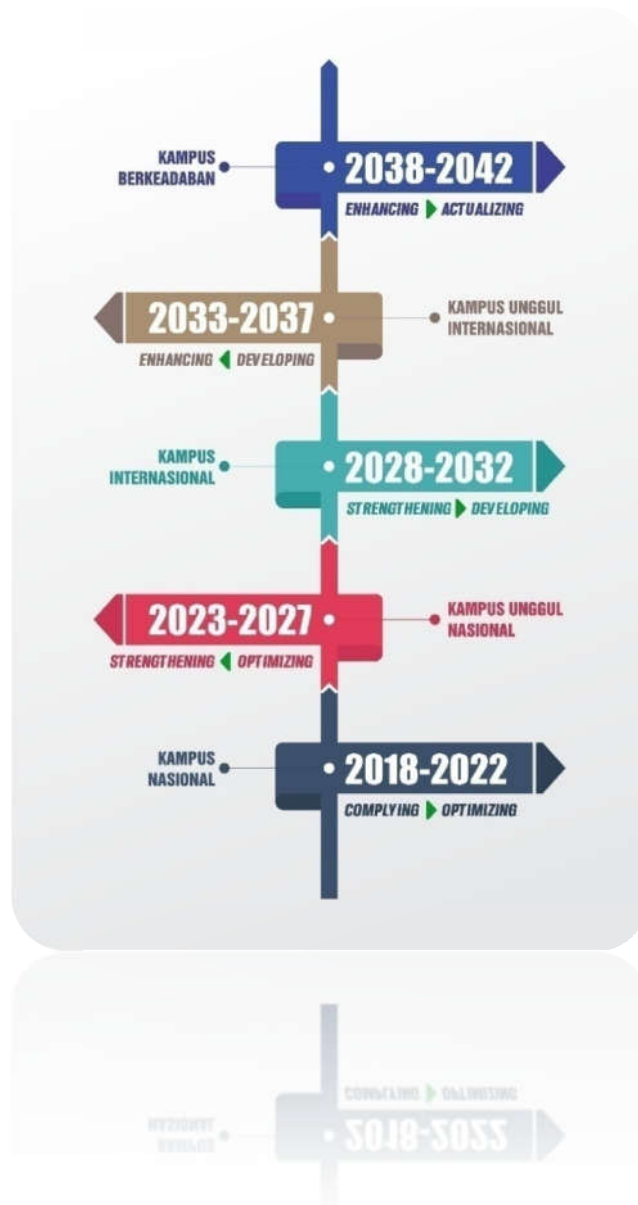 KAMPUS
BERKEADABAN
2038-2042
ENHANCING ACTUALIZING
2033-2037
KAMPUS UNGGUL
INTERNASIONAL
ENHANCING DEVELOPING
KAMPUS
INTERNASIONAL
2028-2032
STRENGTHENING DEVELOPING
2023-2027
KAMPUS UNGGUL
NASIONAL
STRENGTHENING OPTIMIZING
KAMPUS
NASIONAL
2018-2022
COMPLYING OPTIMIZING